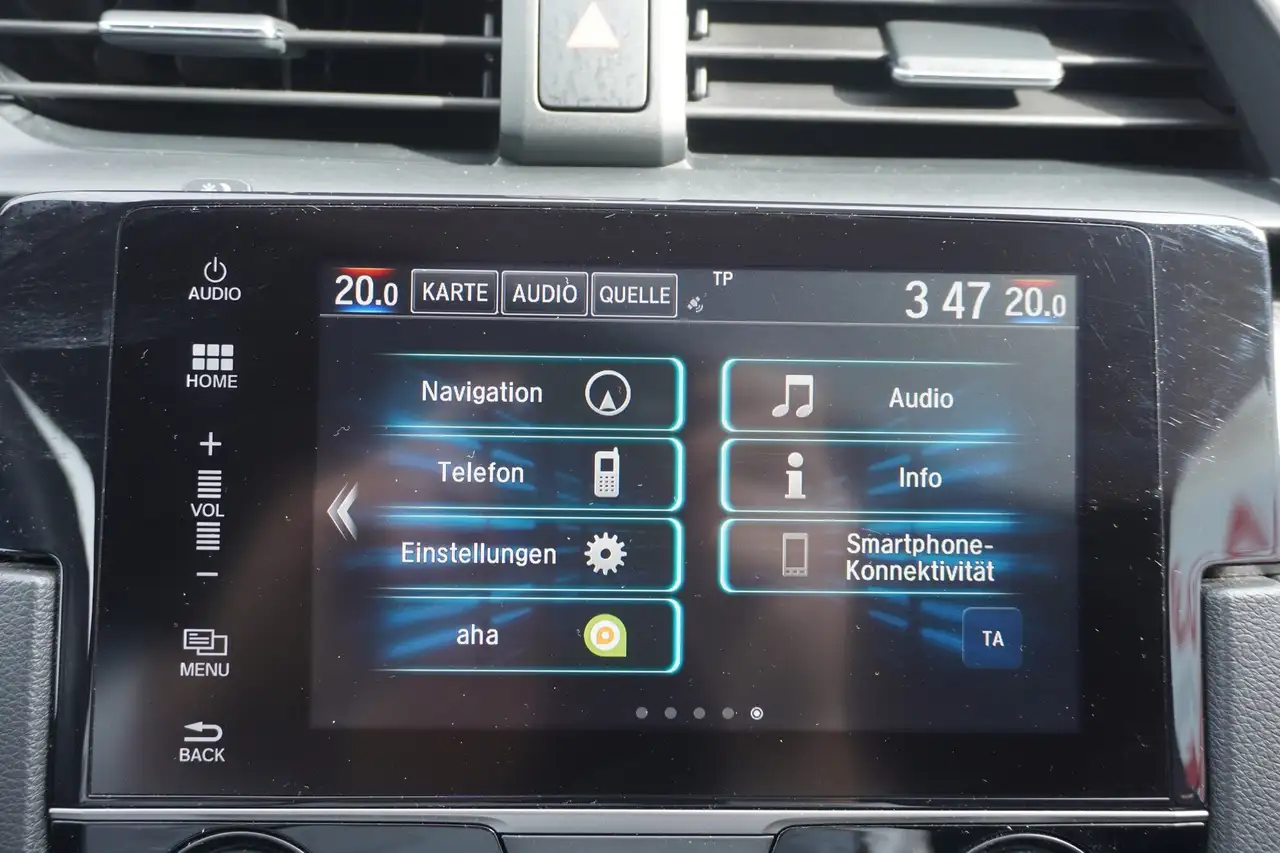 AUDIO
HOME
+
VOL
−
MENU
BACK
20.0 KARTE AUDIO QUELLE TP 3 47 20.0
Navigation
Audio
Telefon
Info
Einstellungen
Smartphone-
Konnektivität
aha
TA